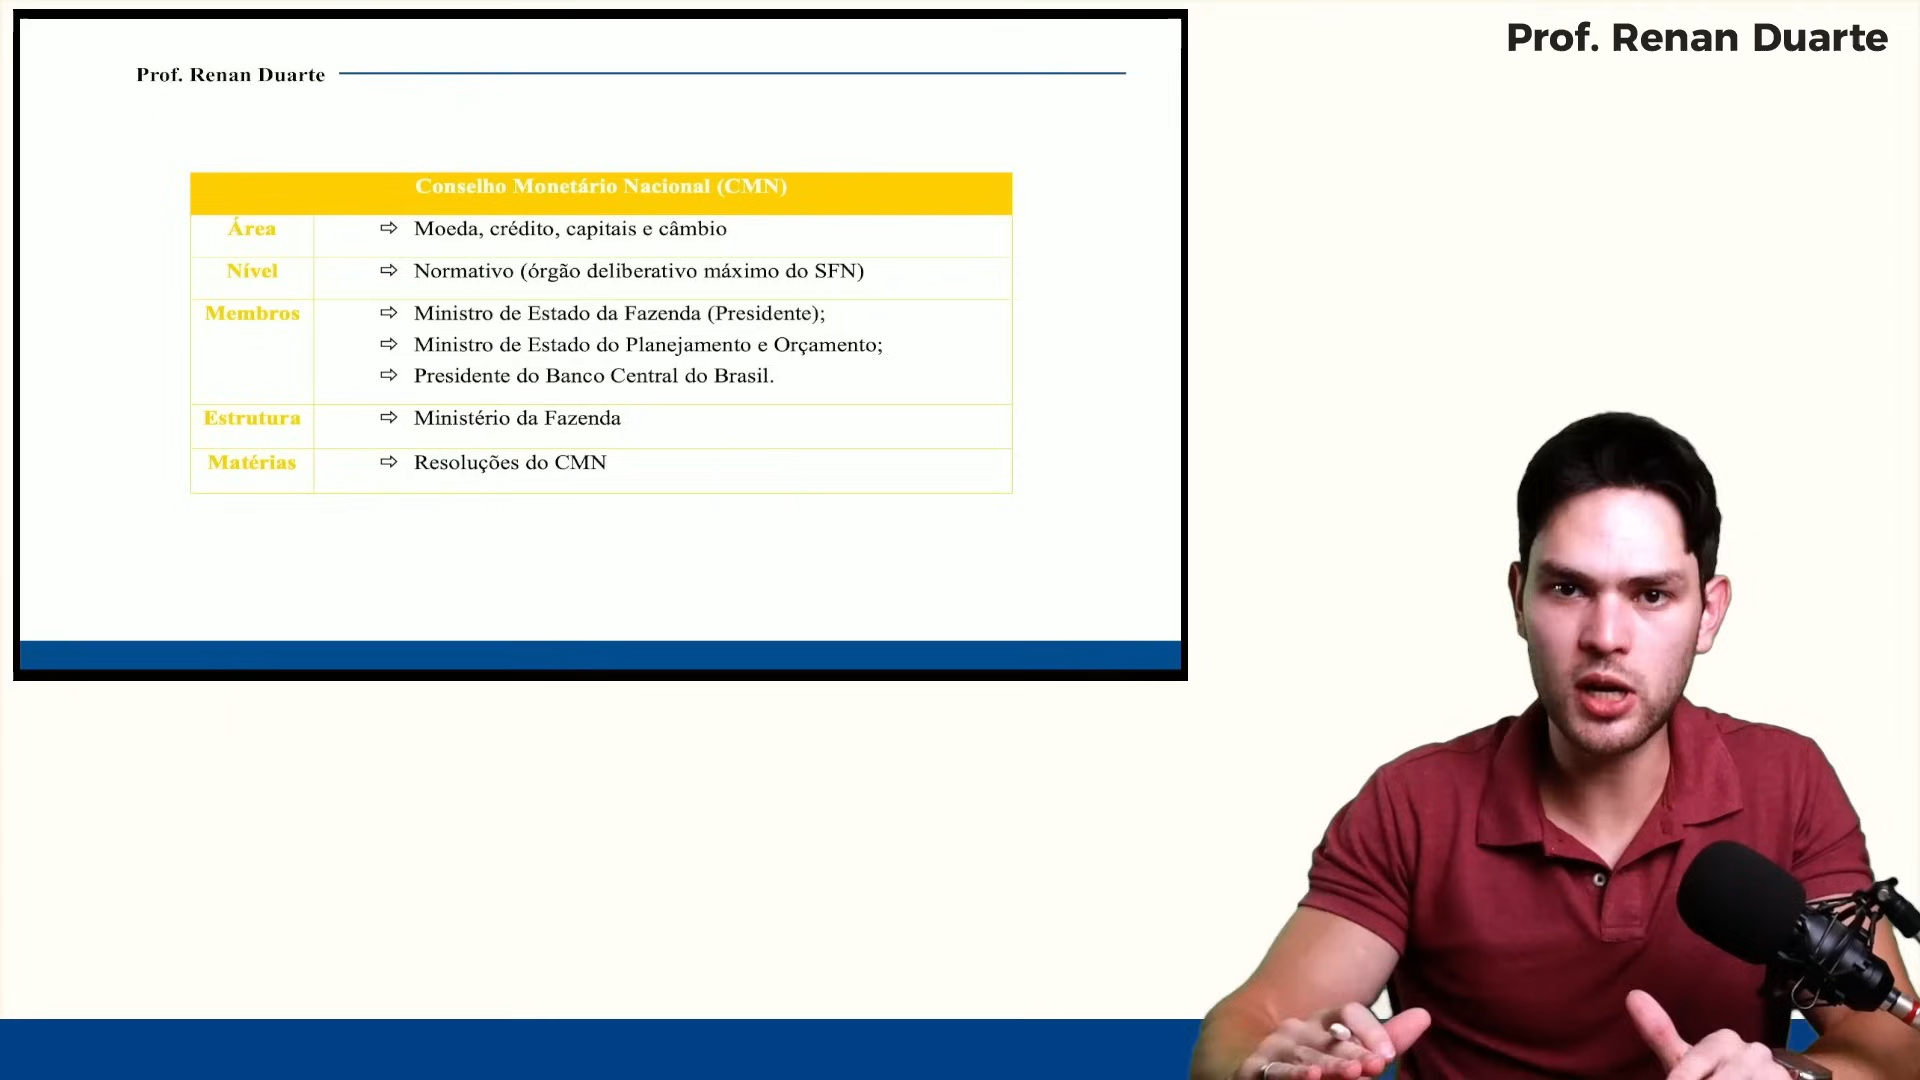 Prof. Renan Duarte
Prof. Renan Duarte
Conselho Monetário Nacional (CMN)
Área ⇨ Moeda, crédito, capitais e câmbio
Nível ⇨ Normativo (órgão deliberativo máximo do SFN)
Membros ⇨ Ministro de Estado da Fazenda (Presidente);
⇨ Ministro de Estado do Planejamento e Orçamento;
⇨ Presidente do Banco Central do Brasil.
Estrutura ⇨ Ministério da Fazenda
Matérias ⇨ Resoluções do CMN